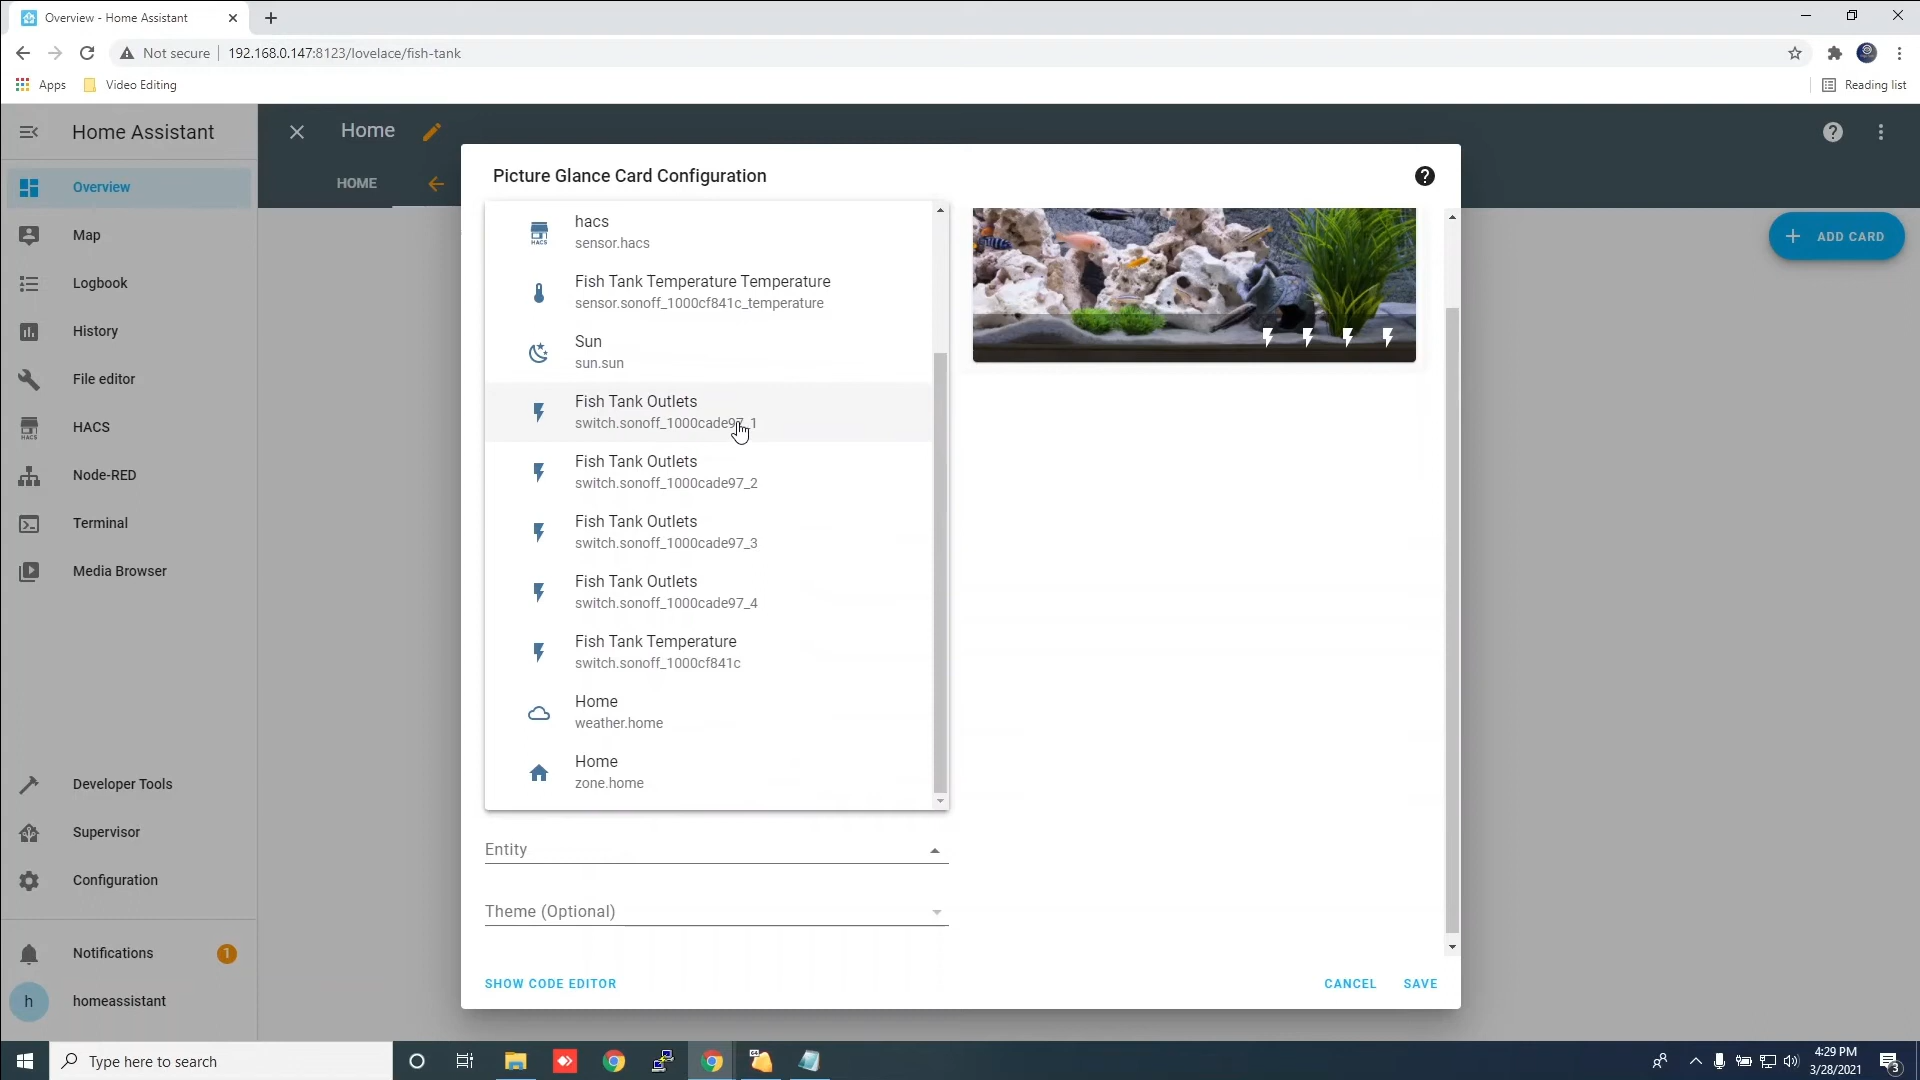 Overview - Home Assistant
Not secure
192.168.0.147:8123/lovelace/fish-tank
Apps
Video Editing
Reading list
Home Assistant
Home
HOME
Overview
Map
Logbook
History
File editor
HACS
Node-RED
Terminal
Media Browser
Developer Tools
Supervisor
Configuration
Notifications
1
h
homeassistant
ADD CARD
Picture Glance Card Configuration
HACS
hacs
sensor.hacs
Fish Tank Temperature Temperature
sensor.sonoff_1000cf841c_temperature
Sun
sun.sun
Fish Tank Outlets
switch.sonoff_1000cade97_1
Fish Tank Outlets
switch.sonoff_1000cade97_2
Fish Tank Outlets
switch.sonoff_1000cade97_3
Fish Tank Outlets
switch.sonoff_1000cade97_4
Fish Tank Temperature
switch.sonoff_1000cf841c
Home
weather.home
Home
zone.home
Entity
Theme (Optional)
SHOW CODE EDITOR
CANCEL
SAVE
Type here to search
4:29 PM
3/28/2021
3